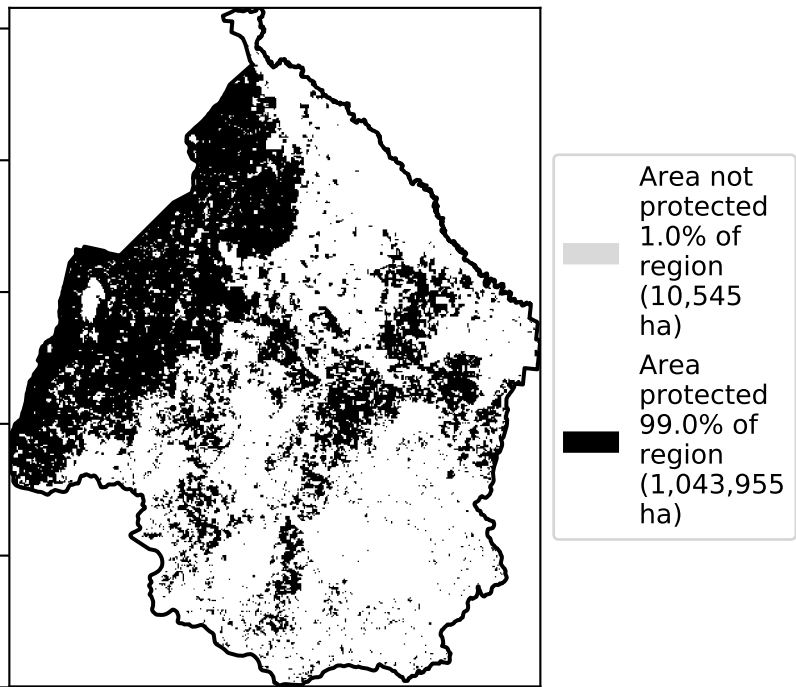 Area not
protected
1.0% of
region
(10,545
ha)
Area
protected
99.0% of
region
(1,043,955
ha)